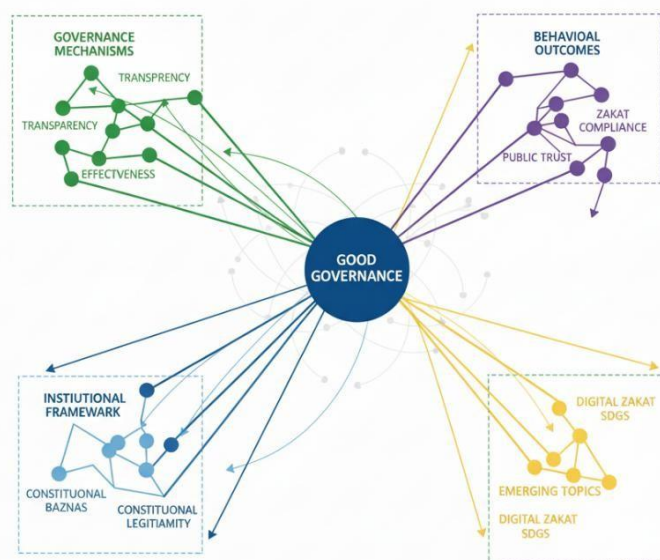 GOVERNANCE
MECHANISMS
TRANSPRENCY
TRANSPARENCY
EFFECTVENESS
BEHAVIOAL
OUTCOMES
ZAKAT
COMPLIANCE
PUBLIC TRUST
GOOD
GOVERNANCE
INSTIUTIONAL
FRAMEWARK
CONSTITUONAL
BAZNAS
CONSTITUONAL
LEGITIAMITY
DIGITAL ZAKAT
SDGS
EMERGING TOPICS
DIGITAL ZAKAT
SDGS